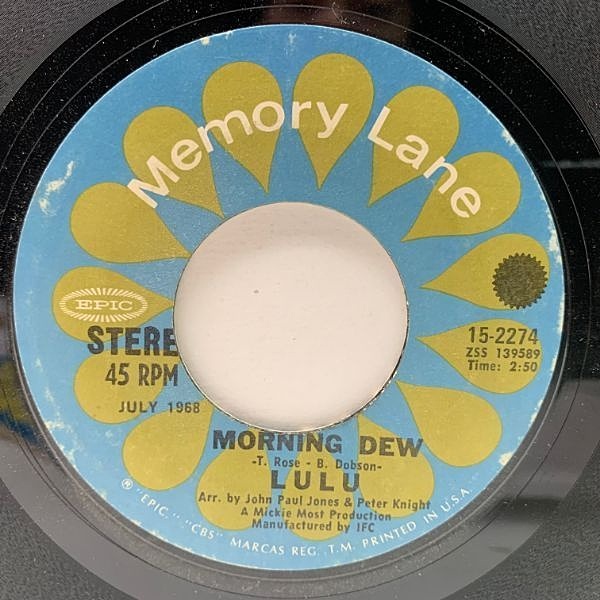 Memory Lane
EPIC
STERE
45 RPM
JULY 1968
15-2274
ZSS 139589
Time: 2:50
MORNING DEW
-T. Rose - B. Dobson-
LULU
Arr. by John Paul Jones & Peter Knight
A Mickie Most Production
Manufactured by IFC
® "EPIC," "CBS" MARCAS REG. T.M. PRINTED IN U.S.A.